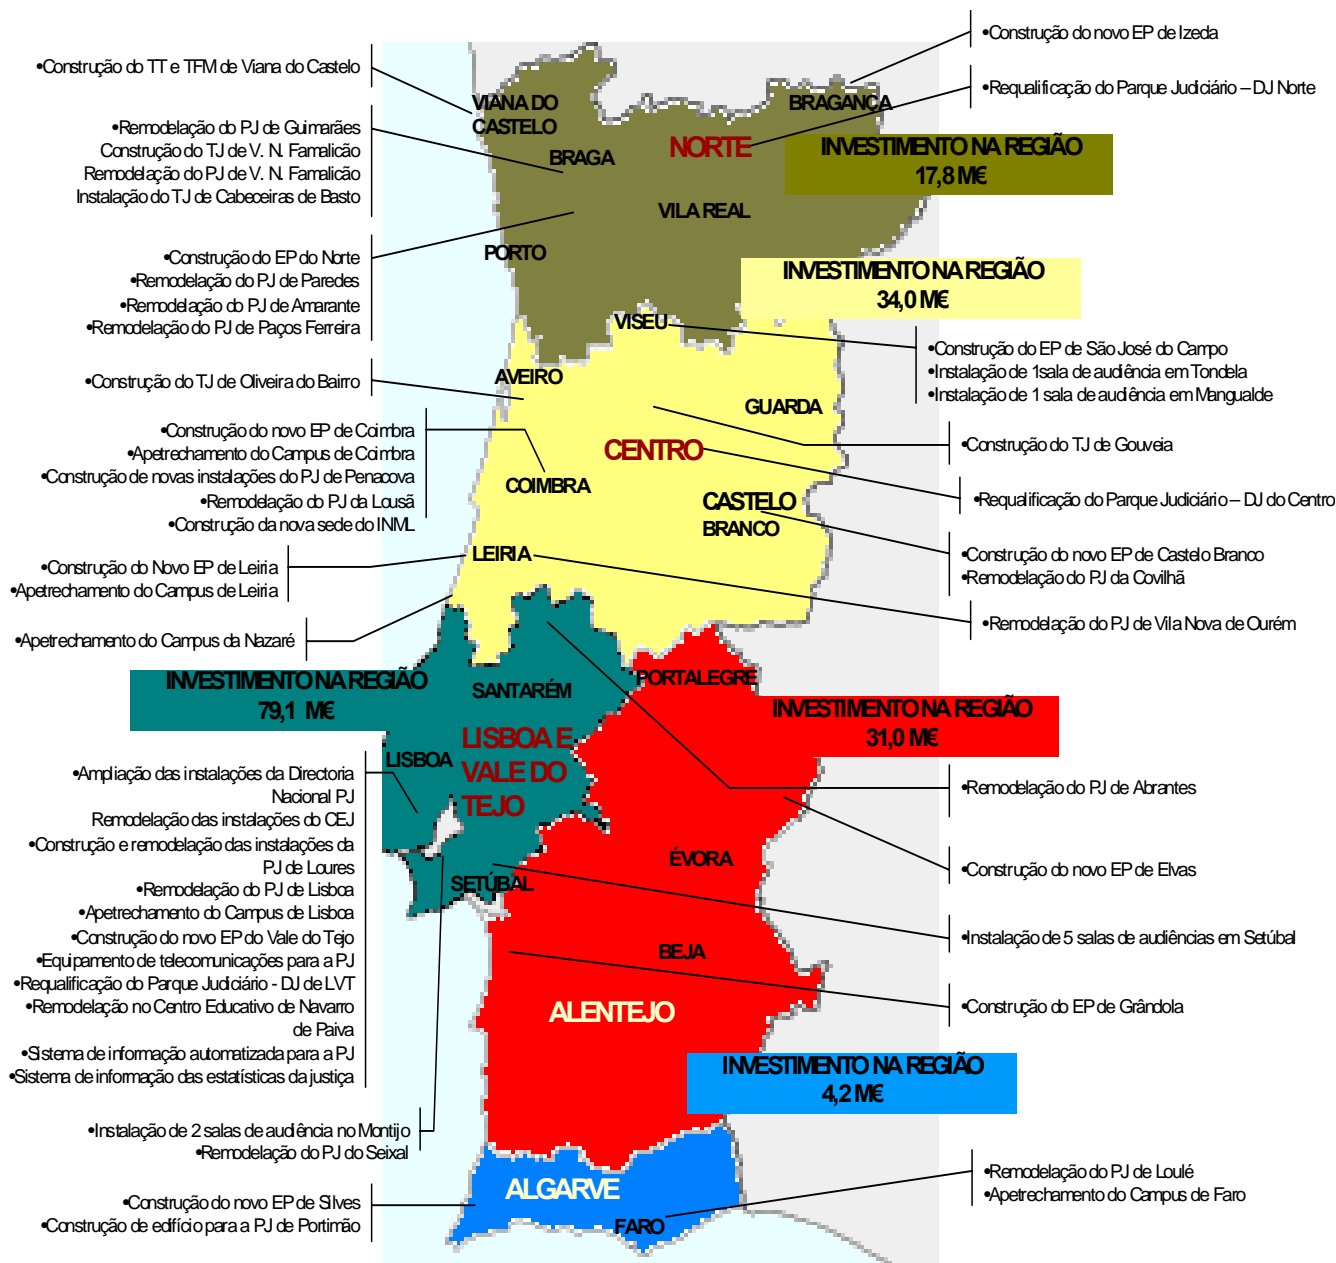 •Construção do novo EP de Izeda
•Construção do TT e TFM de Viana do Castelo
•Requalificação do Parque Judiciário – DJ Norte
VIANA DO
CASTELO
BRAGANÇA
•Remodelação do PJ de Guimarães
Construção do TJ de V. N. Famalicão
Remodelação do PJ de V. N. Famalicão
Instalação do TJ de Cabeceiras de Basto
BRAGA
NORTE
INVESTIMENTO NA REGIÃO
17,8 M€
VILA REAL
•Construção do EP do Norte
•Remodelação do PJ de Paredes
•Remodelação do PJ de Amarante
•Remodelação do PJ de Paços Ferreira
PORTO
INVESTIMENTO NA REGIÃO
34,0 M€
VISEU
•Construção do EP de São José do Campo
•Instalação de 1sala de audiência em Tondela
•Instalação de 1 sala de audiência em Mangualde
AVEIRO
•Construção do TJ de Oliveira do Bairro
GUARDA
•Construção do novo EP de Coimbra
•Apetrechamento do Campus de Coimbra
•Construção de novas instalações do PJ de Penacova
•Remodelação do PJ da Lousã
•Construção da nova sede do INML
•Construção do TJ de Gouveia
CENTRO
COIMBRA
•Requalificação do Parque Judiciário – DJ do Centro
CASTELO
BRANCO
LEIRIA
•Construção do Novo EP de Leiria
•Apetrechamento do Campus de Leiria
•Construção do novo EP de Castelo Branco
•Remodelação do PJ da Covilhã
•Apetrechamento do Campus da Nazaré
•Remodelação do PJ de Vila Nova de Ourém
INVESTIMENTO NA REGIÃO
79,1 M€
SANTARÉM
PORTALEGRE
INVESTIMENTO NA REGIÃO
31,0 M€
LISBOA
LISBOA E
VALE DO
TEJO
•Ampliação das instalações da Directoria
Nacional PJ
Remodelação das instalações do CEJ
•Construção e remodelação das instalações da
PJ de Loures
•Remodelação do PJ de Lisboa
•Apetrechamento do Campus de Lisboa
•Construção do novo EP do Vale do Tejo
•Equipamento de telecomunicações para a PJ
•Requalificação do Parque Judiciário - DJ de LVT
•Remodelação no Centro Educativo de Navarro
de Paiva
•Sistema de informação automatizada para a PJ
•Sistema de informação das estatísticas da justiça
•Remodelação do PJ de Abrantes
ÉVORA
•Construção do novo EP de Elvas
SETÚBAL
•Instalação de 5 salas de audiências em Setúbal
BEJA
•Construção do EP de Grândola
ALENTEJO
INVESTIMENTO NA REGIÃO
4,2 M€
•Instalação de 2 salas de audiência no Montijo
•Remodelação do PJ do Seixal
ALGARVE
•Remodelação do PJ de Loulé
•Apetrechamento do Campus de Faro
•Construção do novo EP de Silves
•Construção de edifício para a PJ de Portimão
FARO